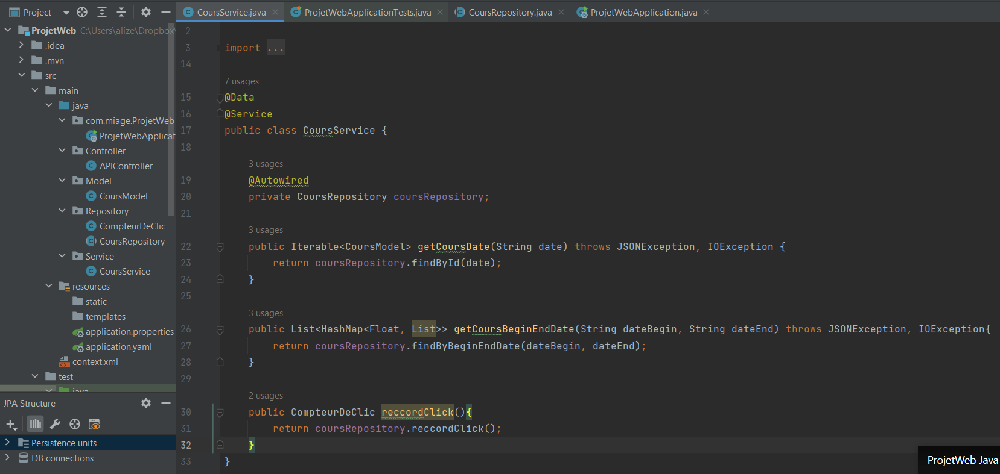 Project
CoursService.java
ProjetWebApplicationTests.java
CoursRepository.java
ProjetWebApplication.java
ProjetWeb C:\Users\alize\Dropbox\
.idea
.mvn
src
main
java
com.miage.ProjetWeb
ProjetWebApplicat
Controller
APIController
Model
CoursModel
Repository
CompteurDeClic
CoursRepository
Service
CoursService
resources
static
templates
application.properties
application.yaml
context.xml
test
java
JPA Structure
Persistence units
DB connections
2
3 import ...
14
7 usages
15 @Data
16 @Service
17 public class CoursService {
18
3 usages
19 @Autowired
20 private CoursRepository coursRepository;
21
3 usages
22 public Iterable<CoursModel> getCoursDate(String date) throws JSONException, IOException {
23 return coursRepository.findById(date);
24 }
25
3 usages
26 public List<HashMap<Float, List>> getCoursBeginEndDate(String dateBegin, String dateEnd) throws JSONException, IOException{
27 return coursRepository.findByBeginEndDate(dateBegin, dateEnd);
28 }
29
2 usages
30 public CompteurDeClic reccordClick(){
31 return coursRepository.reccordClick();
32 }
33 }
ProjetWeb Java